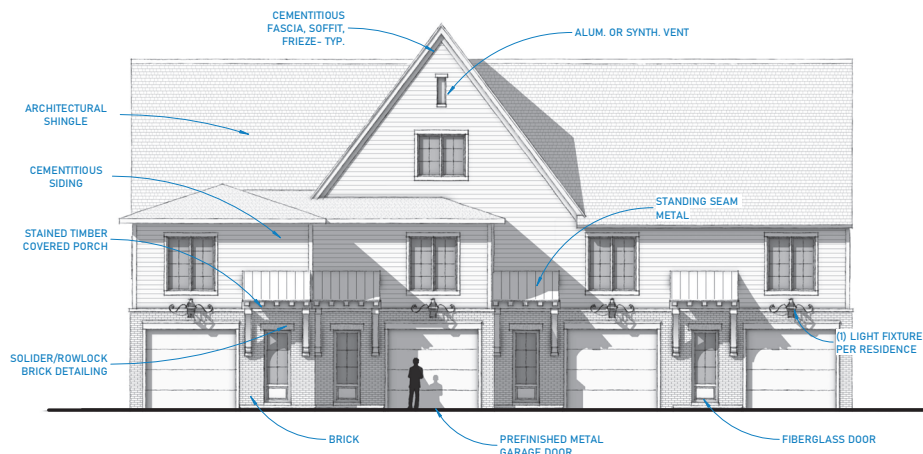 CEMENTITIOUS
FASCIA, SOFFIT,
FRIEZE- TYP.
ALUM. OR SYNTH. VENT
ARCHITECTURAL
SHINGLE
CEMENTITIOUS
SIDING
STANDING SEAM
METAL
STAINED TIMBER
COVERED PORCH
(1) LIGHT FIXTURE
PER RESIDENCE
SOLIDER/ROWLOCK
BRICK DETAILING
BRICK
PREFINISHED METAL
GARAGE DOOR
FIBERGLASS DOOR